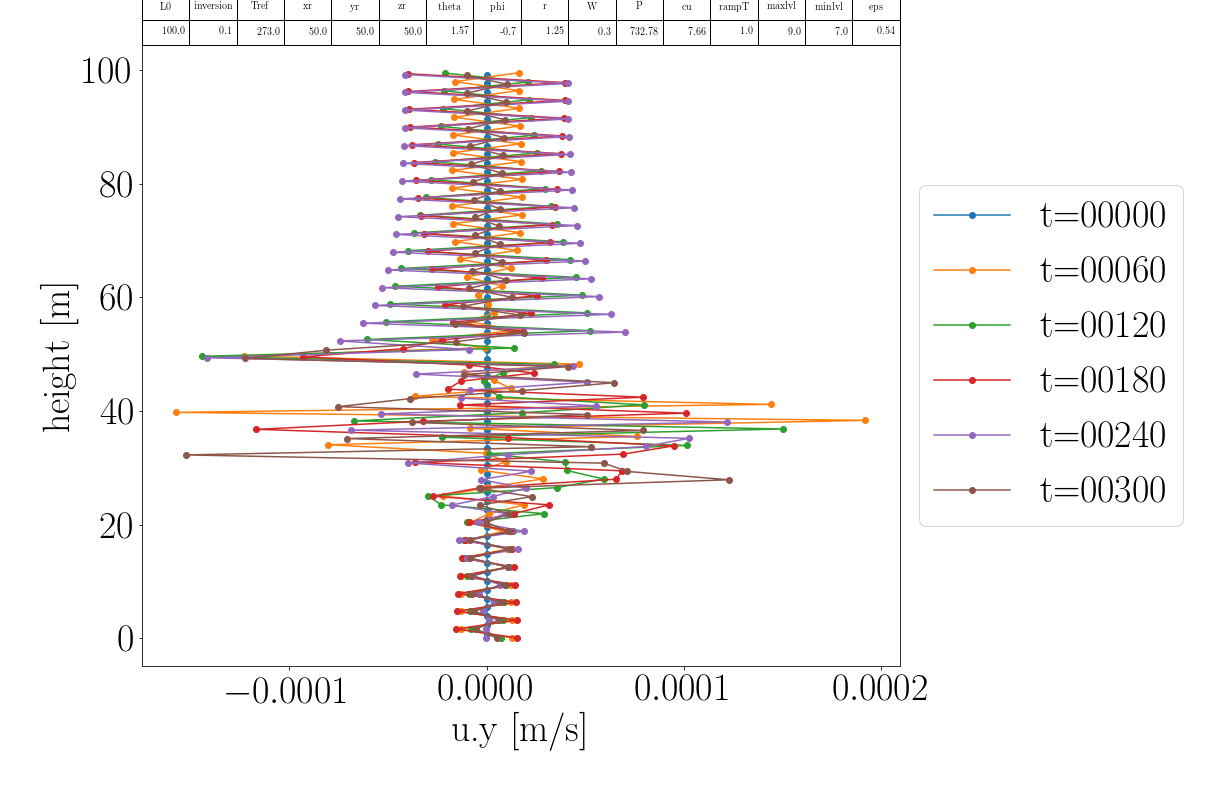 L0 inversion Tref xr yr zr theta phi r W P cu rampT maxlvl minlvl eps
100.0 0.1 273.0 50.0 50.0 50.0 1.57 -0.7 1.25 0.3 732.78 7.66 1.0 9.0 7.0 0.54
100
80
60
40
20
0
height [m]
−0.0001 0.0000 0.0001 0.0002
u.y [m/s]
t=00000
t=00060
t=00120
t=00180
t=00240
t=00300